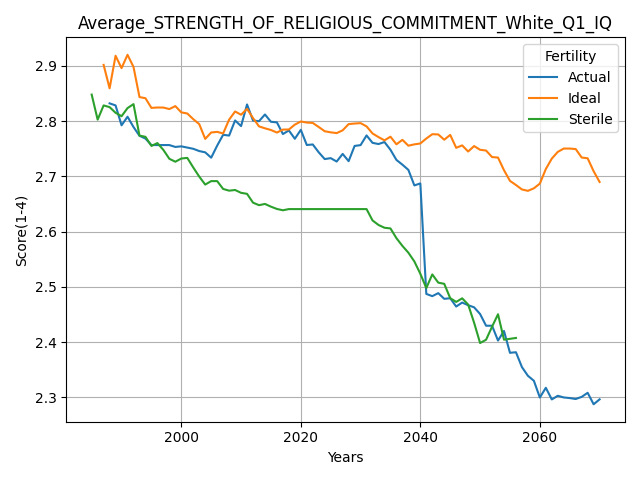 Average_STRENGTH_OF_RELIGIOUS_COMMITMENT_White_Q1_IQ
Fertility
Actual
Ideal
Sterile
Score(1-4)
2.9
2.8
2.7
2.6
2.5
2.4
2.3
2000
2020
2040
2060
Years